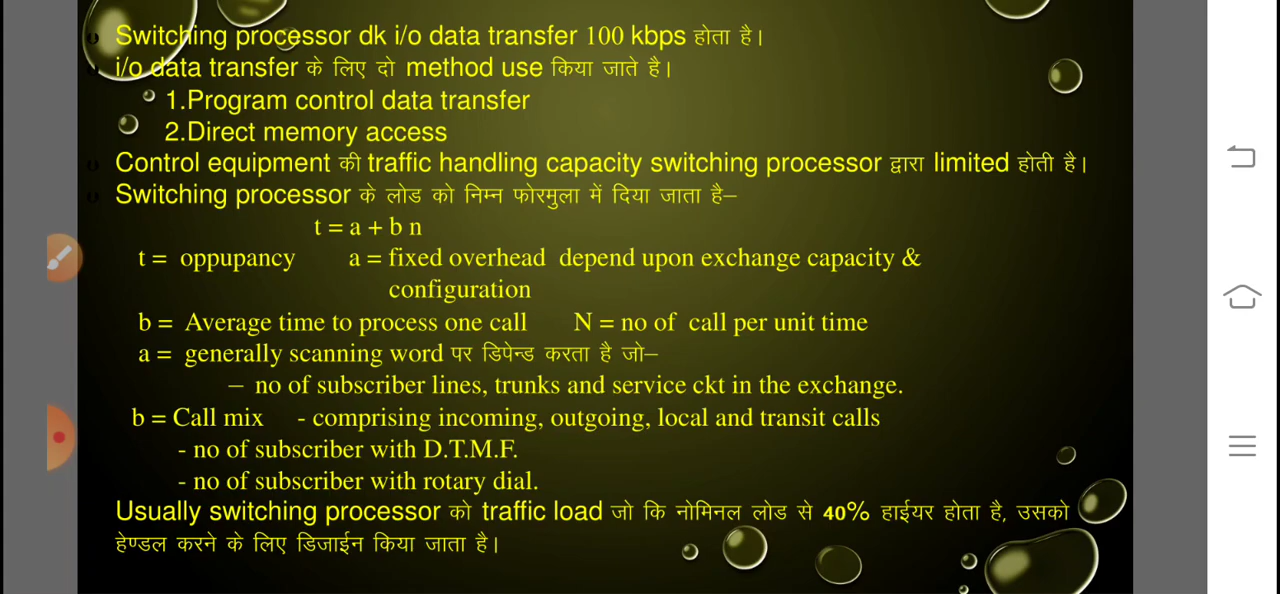 Switching processor dk i/o data transfer 100 kbps होता है।
i/o data transfer के लिए दो method use किया जाते है।
1.Program control data transfer
2.Direct memory access
Control equipment की traffic handling capacity switching processor द्वारा limited होती है।
Switching processor के लोड को निम्न फोरमुला में दिया जाता है–
t = a + b n
t = oppupancy a = fixed overhead depend upon exchange capacity &
configuration
b = Average time to process one call N = no of call per unit time
a = generally scanning word पर डिपेन्ड करता है जो–
– no of subscriber lines, trunks and service ckt in the exchange.
b = Call mix - comprising incoming, outgoing, local and transit calls
- no of subscriber with D.T.M.F.
- no of subscriber with rotary dial.
Usually switching processor को traffic load जो कि नोमिनल लोड से 40% हाईयर होता है, उसको
हेण्डल करने के लिए डिजाईन किया जाता है।